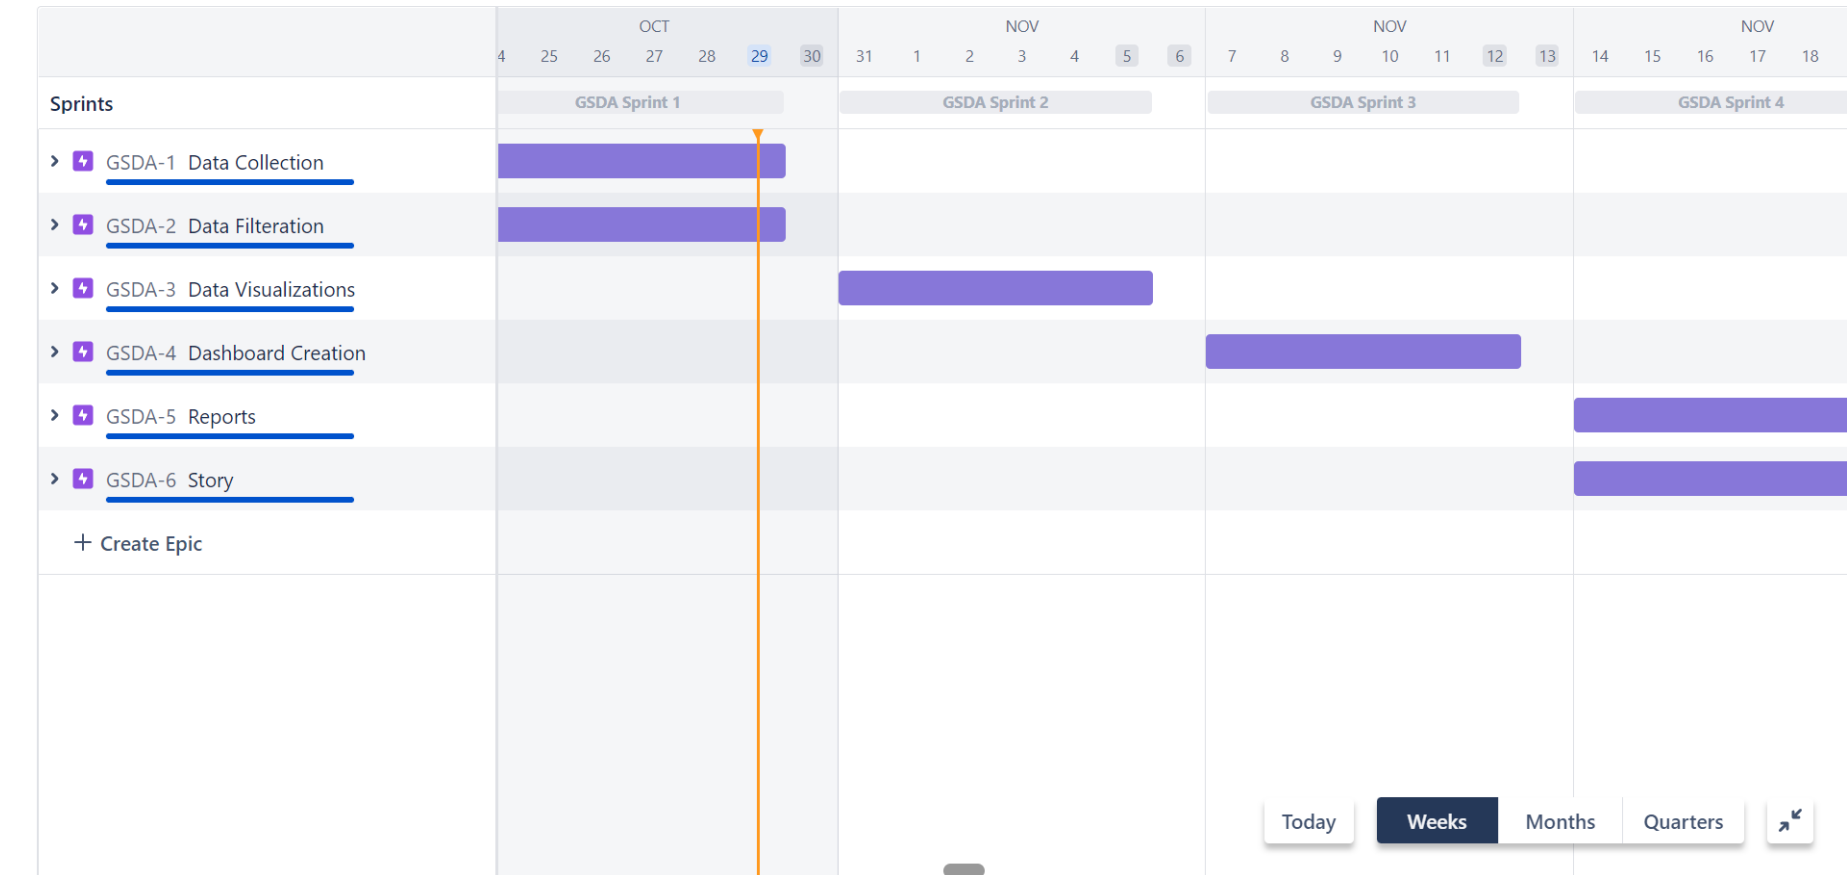 OCT NOV NOV NOV
4 25 26 27 28 29 30 31 1 2 3 4 5 6 7 8 9 10 11 12 13 14 15 16 17 18
Sprints GSDA Sprint 1 GSDA Sprint 2 GSDA Sprint 3 GSDA Sprint 4
GSDA-1 Data Collection
GSDA-2 Data Filteration
GSDA-3 Data Visualizations
GSDA-4 Dashboard Creation
GSDA-5 Reports
GSDA-6 Story
+ Create Epic
Today Weeks Months Quarters